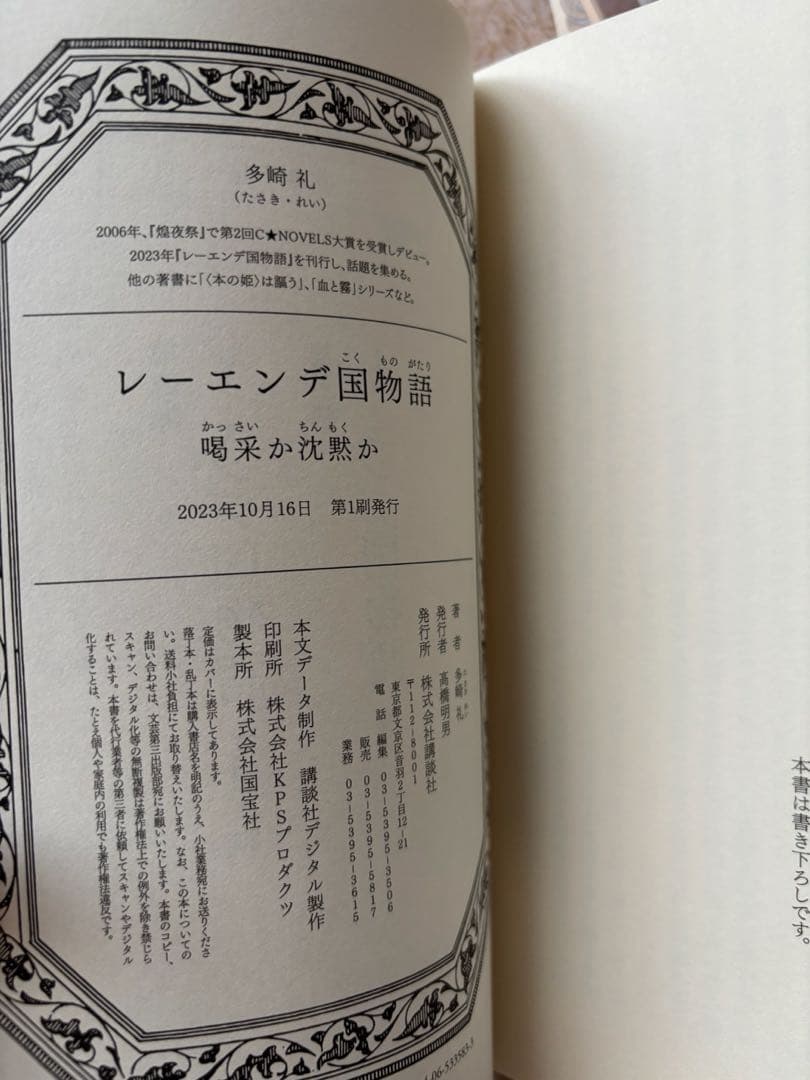 多崎 礼
(たさき・れい)
2006年、『煌夜祭』で第2回C★NOVELS大賞を受賞しデビュー。
2023年『レーエンデ国物語』を刊行し、話題を集める。
他の著書に「〈本の姫〉は謳う」、「血と霧」シリーズなど。
こく もの がたり
レーエンデ国物語
かっ さい ちん もく
喝采か沈黙か
2023年10月16日 第1刷発行
著者 多崎 礼
発行者 高橋明男
発行所 株式会社講談社
〒112-8001
東京都文京区音羽2丁目12-21
電話 編集 03-5395-3506
販売 03-5395-5817
業務 03-5395-3615
本文データ制作 講談社デジタル製作
印刷所 株式会社KPSプロダクツ
製本所 株式会社国宝社
定価はカバーに表示してあります。
落丁本・乱丁本は購入書店名を明記のうえ、小社業務宛にお送りくださ
い。送料小社負担にてお取り替えいたします。なお、この本についての
お問い合わせは、文芸第三出版部宛にお願いいたします。本書のコピー、
スキャン、デジタル化等の無断複製は著作権法上での例外を除き禁じら
れています。本書を代行業者等の第三者に依頼してスキャンやデジタル
化することは、たとえ個人や家庭内の利用でも著作権法違反です。
-06-533583-3
本書は書き下ろしです。